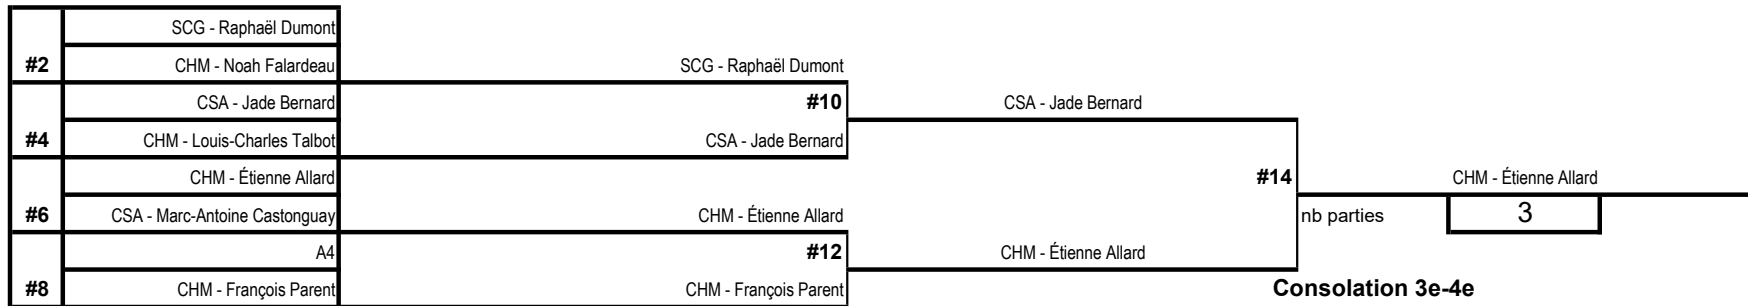 SCG - Raphaël Dumont
#2 CHM - Noah Falardeau SCG - Raphaël Dumont
CSA - Jade Bernard #10 CSA - Jade Bernard
#4 CHM - Louis-Charles Talbot CSA - Jade Bernard
CHM - Étienne Allard #14 CHM - Étienne Allard
#6 CSA - Marc-Antoine Castonguay CHM - Étienne Allard nb parties 3
A4 #12 CHM - Étienne Allard
#8 CHM - François Parent CHM - François Parent Consolation 3e-4e